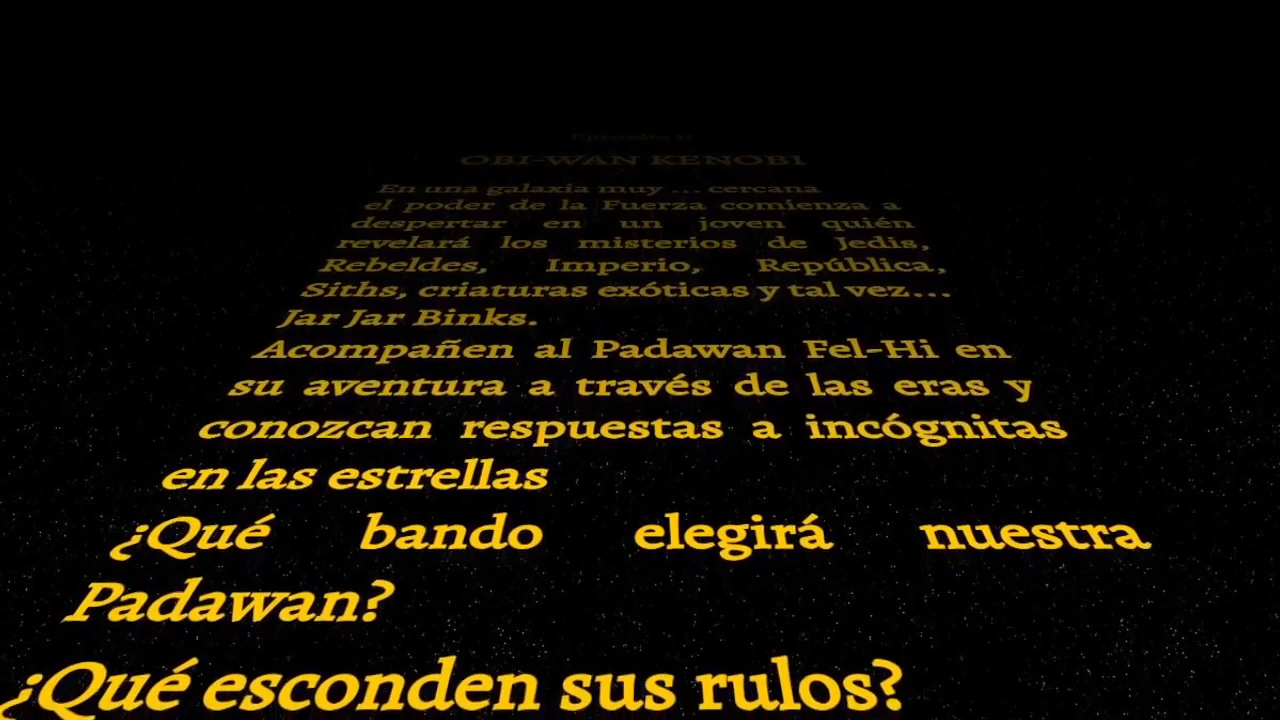 OBI-WAN KENOBI
En una galaxia muy ... cercana
el poder de la Fuerza comienza a
despertar en un joven quién
revelará los misterios de Jedis,
Rebeldes, Imperio, República,
Siths, criaturas exóticas y tal vez...
Jar Jar Binks.
Acompañen al Padawan Fel-Hi en
su aventura a través de las eras y
conozcan respuestas a incógnitas
en las estrellas
¿Qué bando elegirá nuestra
Padawan?
¿Qué esconden sus rulos?